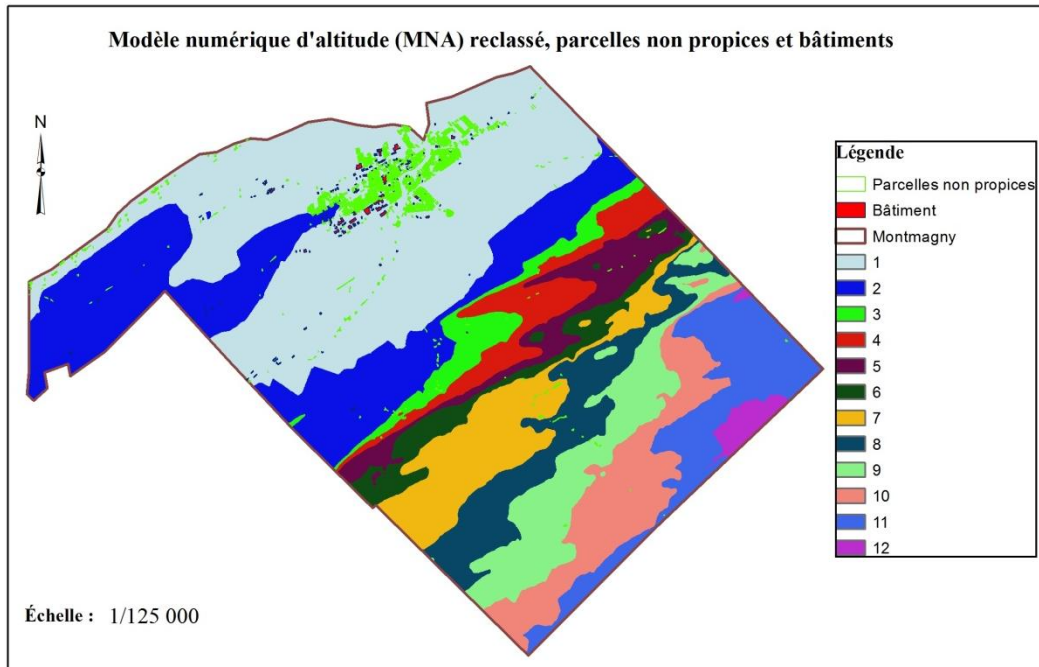 Modèle numérique d'altitude (MNA) reclassé, parcelles non propices et bâtiments
N
Légende
Parcelles non propices
Bâtiment
Montmagny
1
2
3
4
5
6
7
8
9
10
11
12
Échelle : 1/125 000